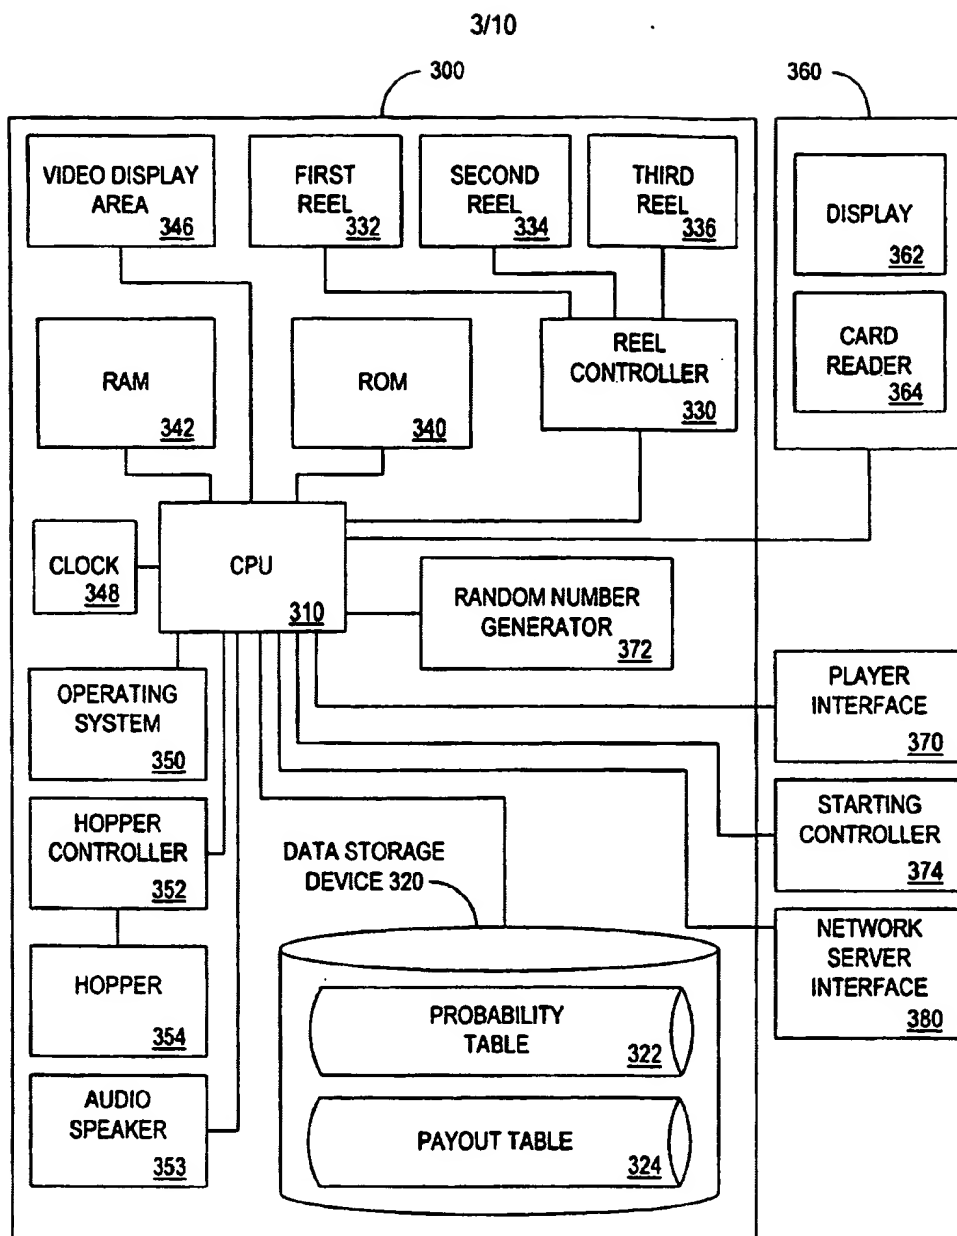 3/10
300
360
VIDEO DISPLAY
AREA
346
FIRST
REEL
332
SECOND
REEL
334
THIRD
REEL
336
DISPLAY
362
CARD
READER
364
RAM
342
ROM
340
REEL
CONTROLLER
330
CLOCK
348
CPU
310
RANDOM NUMBER
GENERATOR
372
OPERATING
SYSTEM
350
PLAYER
INTERFACE
370
HOPPER
CONTROLLER
352
STARTING
CONTROLLER
374
DATA STORAGE
DEVICE 320
NETWORK
SERVER
INTERFACE
380
HOPPER
354
PROBABILITY
TABLE
322
AUDIO
SPEAKER
353
PAYOUT TABLE
324